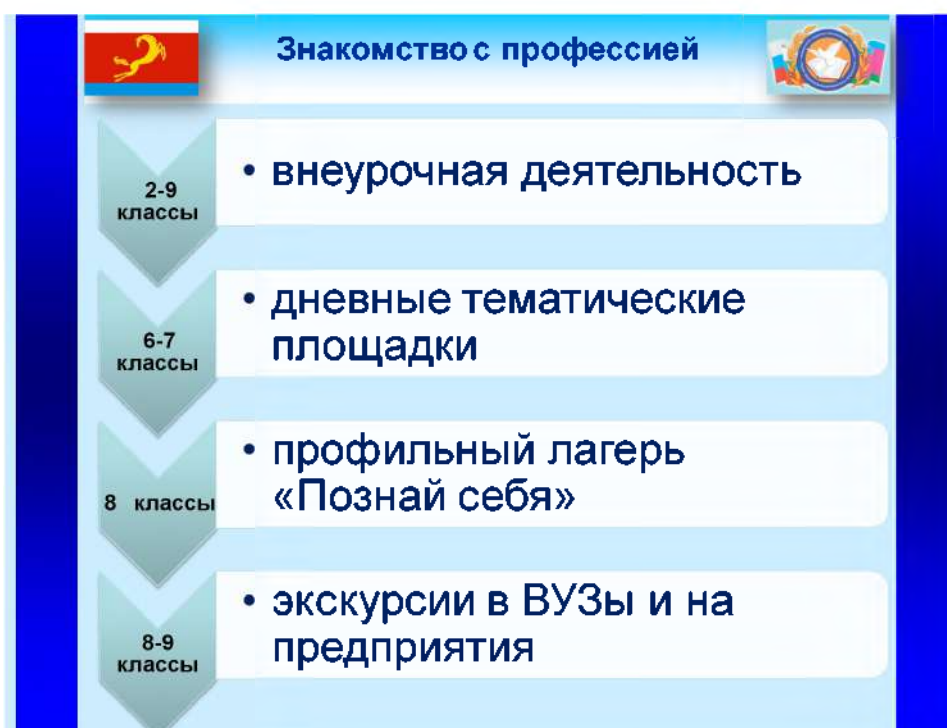 Знакомство с профессией
2-9
классы
• внеурочная деятельность
6-7
классы
• дневные тематические
площадки
8 классы
• профильный лагерь
«Познай себя»
8-9
классы
• экскурсии в ВУЗы и на
предприятия